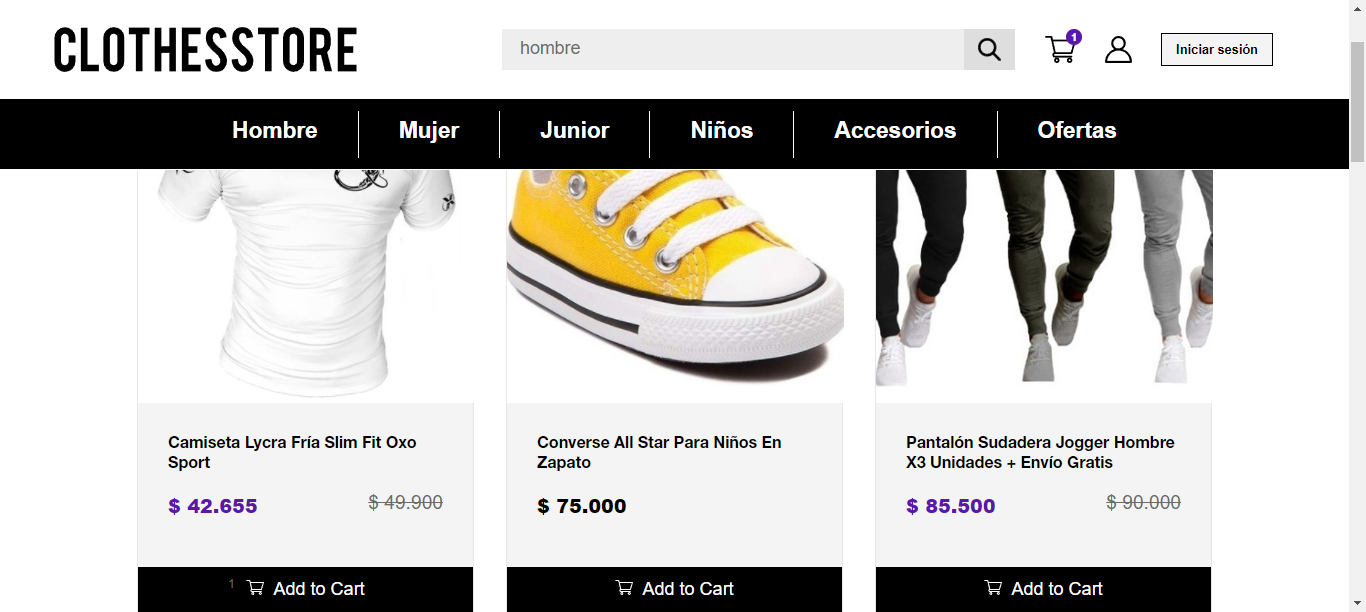 CLOTHESSTORE
hombre
1
Iniciar sesión
Hombre
Mujer
Junior
Niños
Accesorios
Ofertas
Camiseta Lycra Fría Slim Fit Oxo
Sport
$ 42.655
$ 49.900
1
Add to Cart
Converse All Star Para Niños En
Zapato
$ 75.000
Add to Cart
Pantalón Sudadera Jogger Hombre
X3 Unidades + Envío Gratis
$ 85.500
$ 90.000
Add to Cart